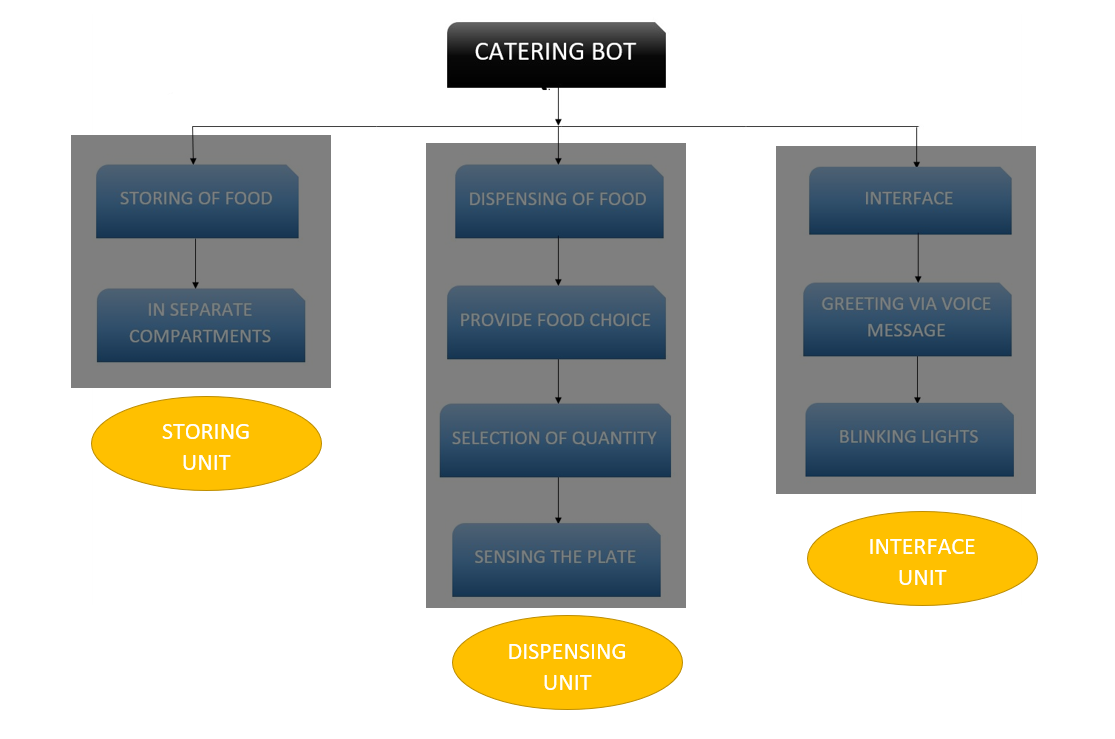 CATERING BOT
STORING OF FOOD
IN SEPARATE
COMPARTMENTS
STORING
UNIT
DISPENSING OF FOOD
PROVIDE FOOD CHOICE
SELECTION OF QUANTITY
SENSING THE PLATE
DISPENSING
UNIT
INTERFACE
GREETING VIA VOICE
MESSAGE
BLINKING LIGHTS
INTERFACE
UNIT